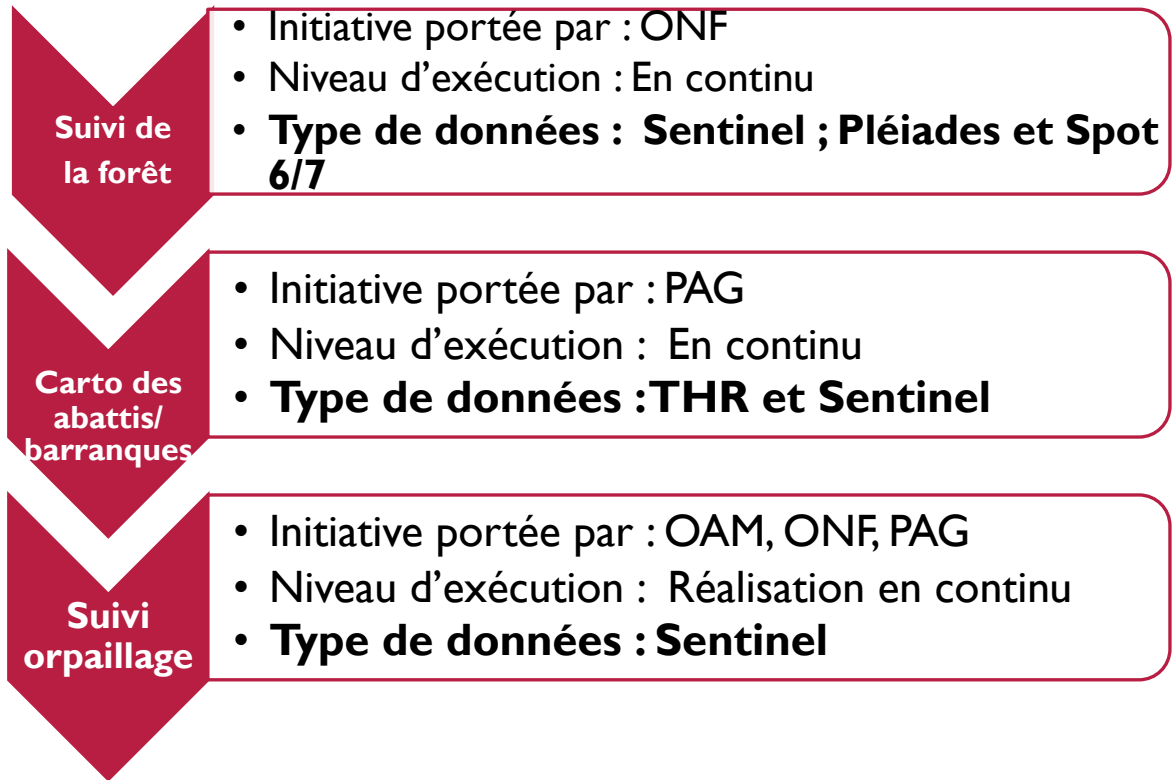 Suivi de
la forêt
• Initiative portée par : ONF
• Niveau d’exécution : En continu
• Type de données : Sentinel ; Pléiades et Spot
6/7
Carto des
abattis/
barranques
• Initiative portée par : PAG
• Niveau d’exécution : En continu
• Type de données : THR et Sentinel
Suivi
orpaillage
• Initiative portée par : OAM, ONF, PAG
• Niveau d’exécution : Réalisation en continu
• Type de données : Sentinel